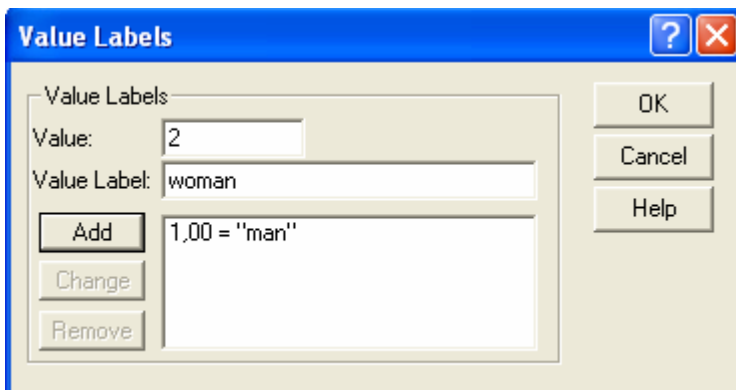 Value Labels
?
Value Labels
Value: 2
Value Label: woman
Add
1,00 = "man"
Change
Remove
OK
Cancel
Help